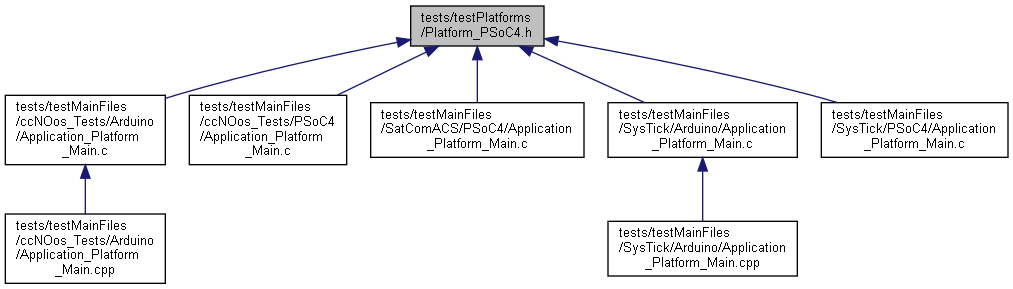 tests/testPlatforms
/Platform_PSoC4.h
tests/testMainFiles
/ccNOos_Tests/Arduino
/Application_Platform
_Main.c
tests/testMainFiles
/ccNOos_Tests/PSoC4
/Application_Platform
_Main.c
tests/testMainFiles
/SatComACS/PSoC4/Application
_Platform_Main.c
tests/testMainFiles
/SysTick/Arduino/Application
_Platform_Main.c
tests/testMainFiles
/SysTick/PSoC4/Application
_Platform_Main.c
tests/testMainFiles
/ccNOos_Tests/Arduino
/Application_Platform
_Main.cpp
tests/testMainFiles
/SysTick/Arduino/Application
_Platform_Main.cpp